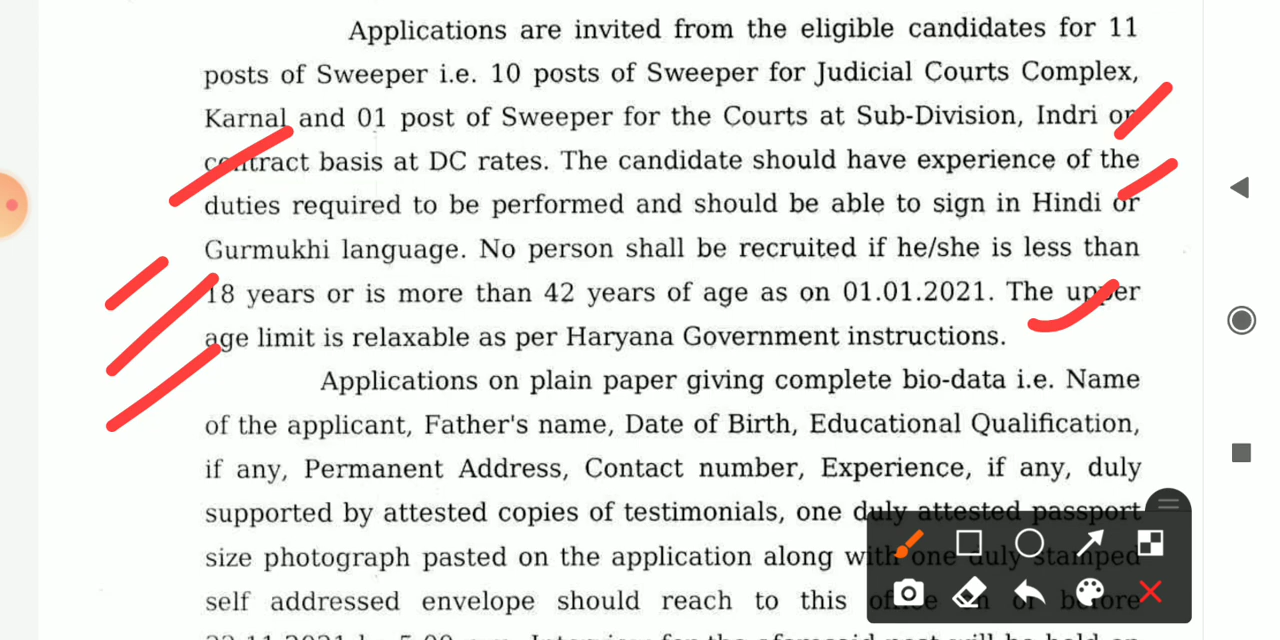 Applications are invited from the eligible candidates for 11
posts of Sweeper i.e. 10 posts of Sweeper for Judicial Courts Complex,
Karnal and 01 post of Sweeper for the Courts at Sub-Division, Indri on
contract basis at DC rates. The candidate should have experience of the
duties required to be performed and should be able to sign in Hindi or
Gurmukhi language. No person shall be recruited if he/she is less than
18 years or is more than 42 years of age as on 01.01.2021. The upper
age limit is relaxable as per Haryana Government instructions.
Applications on plain paper giving complete bio-data i.e. Name
of the applicant, Father's name, Date of Birth, Educational Qualification,
if any, Permanent Address, Contact number, Experience, if any, duly
supported by attested copies of testimonials, one duly attested passport
size photograph pasted on the application along with one duly stamped
self addressed envelope should reach to this office on or before